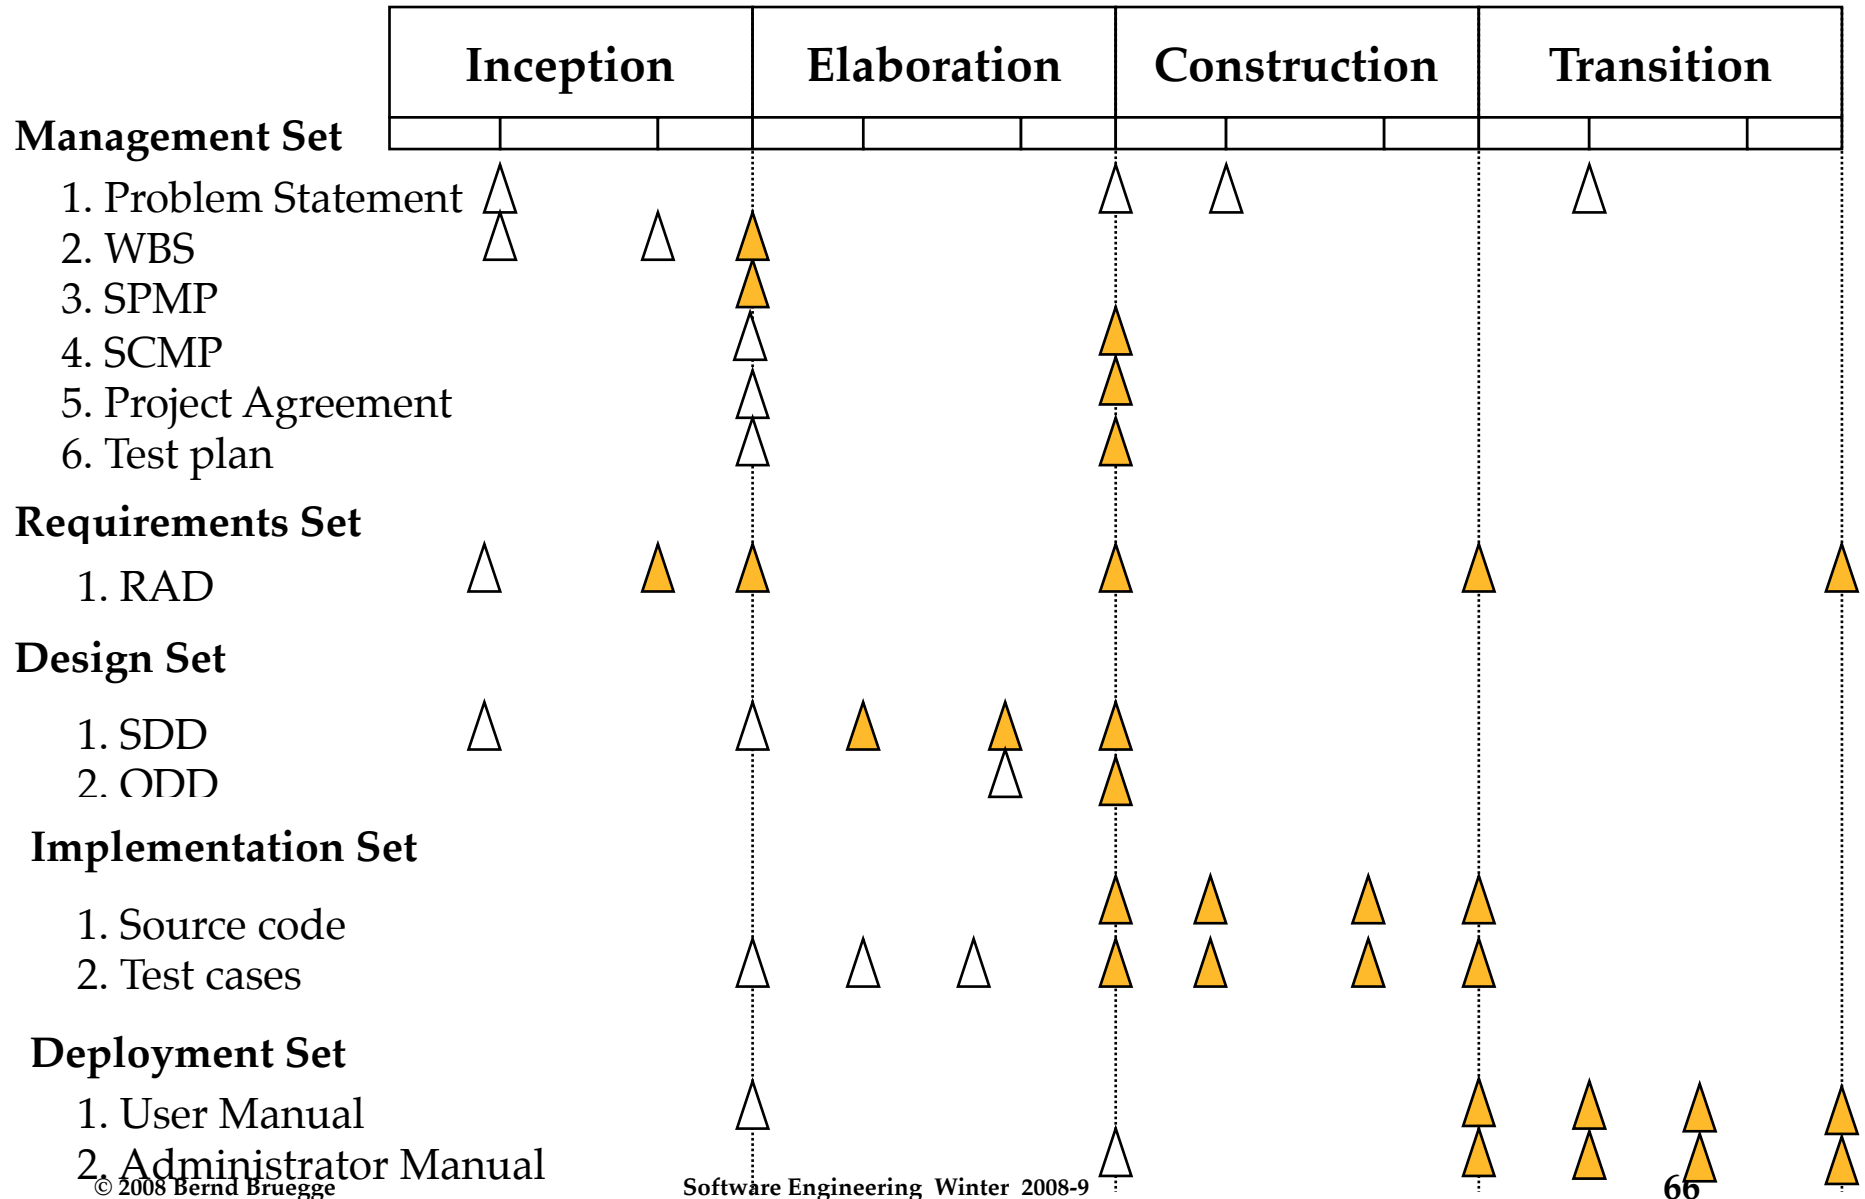 Inception Elaboration Construction Transition
Management Set
1. Problem Statement
2. WBS
3. SPMP
4. SCMP
5. Project Agreement
6. Test plan
Requirements Set
1. RAD
Design Set
1. SDD
2. ODD
Implementation Set
1. Source code
2. Test cases
Deployment Set
1. User Manual
2. Administrator Manual
© 2008 Bernd Bruegge Software Engineering Winter 2008-9 66